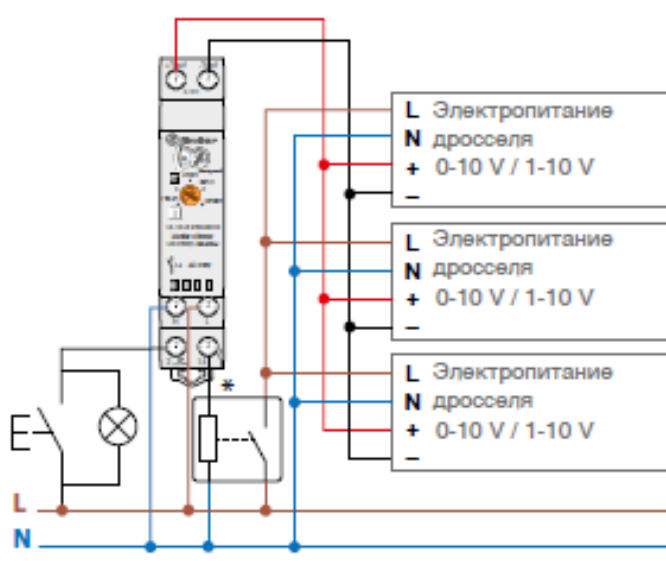 L Электропитание
N дросселя
+ 0-10 V / 1-10 V
–
L Электропитание
N дросселя
+ 0-10 V / 1-10 V
–
L Электропитание
N дросселя
+ 0-10 V / 1-10 V
–
*
L
N